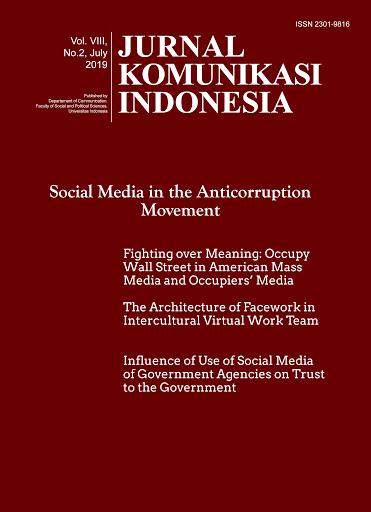 ISSN 2301-9816
Vol. VIII,
No.2, July
2019
Published by
Departement of Communication.
Faculty of Social and Political Sciences.
Universitas Indonesia
JURNAL
KOMUNIKASI
INDONESIA
Social Media in the Anticorruption
Movement
Fighting over Meaning: Occupy
Wall Street in American Mass
Media and Occupiers’ Media
The Architecture of Facework in
Intercultural Virtual Work Team
Influence of Use of Social Media
of Government Agencies on Trust
to the Government